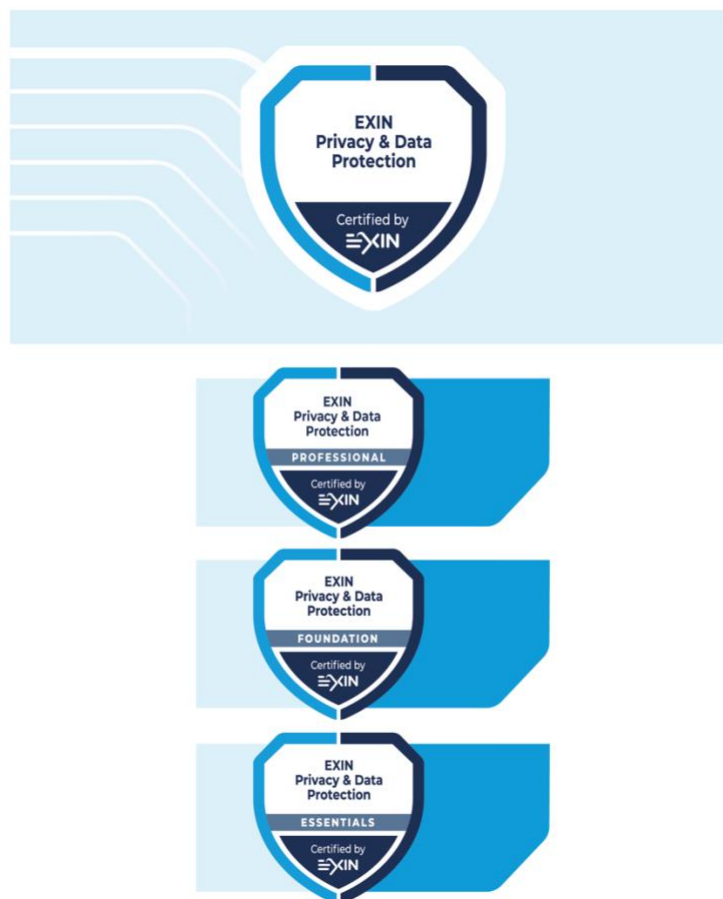 EXIN
Privacy & Data
Protection
Certified by
EXIN
EXIN
Privacy & Data
Protection
PROFESSIONAL
Certified by
EXIN
EXIN
Privacy & Data
Protection
FOUNDATION
Certified by
EXIN
EXIN
Privacy & Data
Protection
ESSENTIALS
Certified by
EXIN